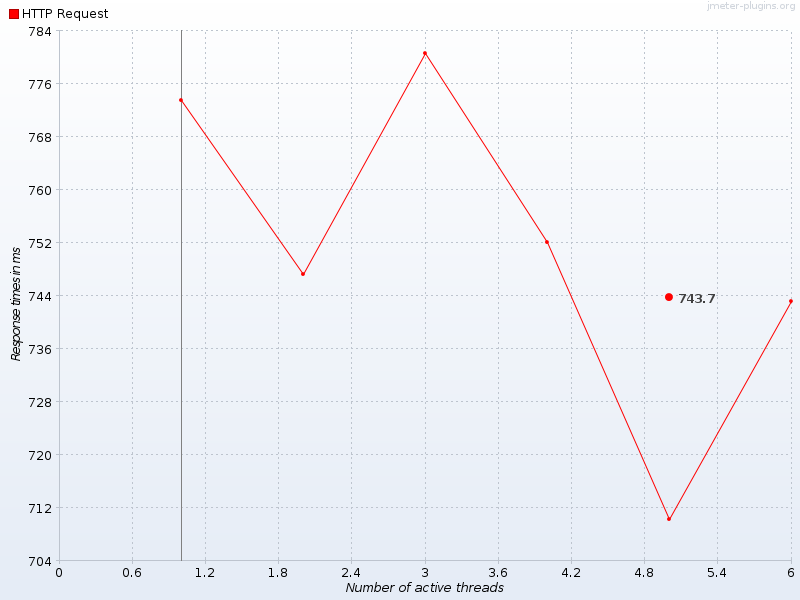 jmeter-plugins.org
HTTP Request
784
776
768
760
752
744
736
728
720
712
704
Response times in ms
743.7
0 0.6 1.2 1.8 2.4 3 3.6 4.2 4.8 5.4 6
Number of active threads